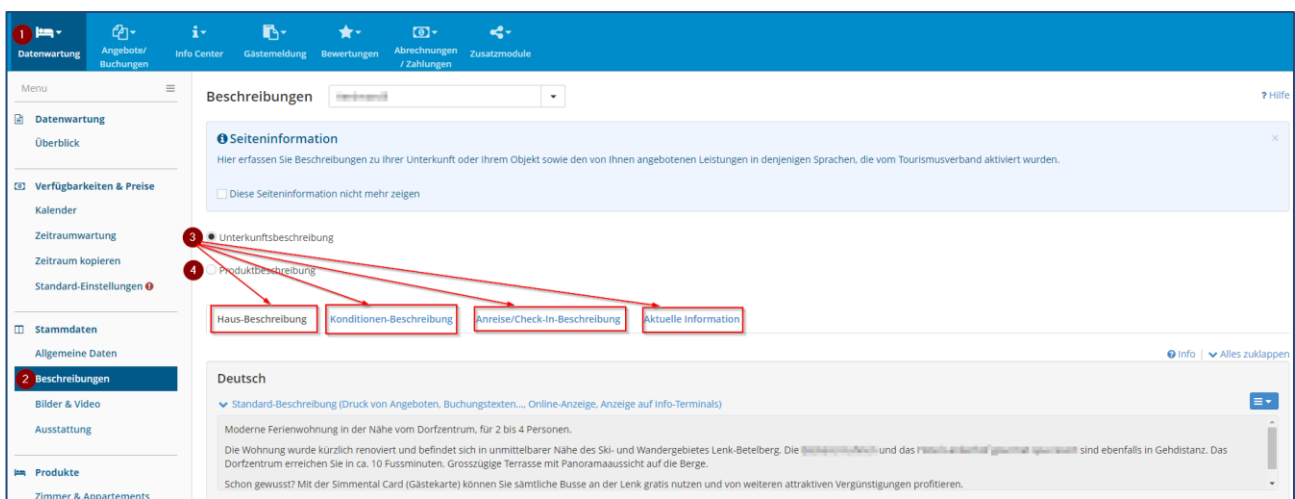 1
Datenwartung
Angebote/
Buchungen
Info Center
Gästemeldung
Bewertungen
Abrechnungen
/ Zahlungen
Zusatzmodule
Menu
Beschreibungen
? Hilfe
Datenwartung
Überblick
Seiteninformation
Hier erfassen Sie Beschreibungen zu Ihrer Unterkunft oder Ihrem Objekt sowie den von Ihnen angebotenen Leistungen in denjenigen Sprachen, die vom Tourismusverband aktiviert wurden.
Diese Seiteninformation nicht mehr zeigen
Verfügbarkeiten & Preise
Kalender
Zeitraumwartung
Zeitraum kopieren
Standard-Einstellungen
3 Unterkunftsbeschreibung
4 Produktbeschreibung
Haus-Beschreibung
Konditionen-Beschreibung
Anreise/Check-In-Beschreibung
Aktuelle Information
Stammdaten
Allgemeine Daten
2 Beschreibungen
Bilder & Video
Ausstattung
Info | Alles zuklappen
Deutsch
Standard-Beschreibung (Druck von Angeboten, Buchungstexten..., Online-Anzeige, Anzeige auf Info-Terminals)
Moderne Ferienwohnung in der Nähe vom Dorfzentrum, für 2 bis 4 Personen.
Die Wohnung wurde kürzlich renoviert und befindet sich in unmittelbarer Nähe des Ski- und Wandergebietes Lenk-Betelberg. Die und das sind ebenfalls in Gehdistanz. Das
Dorfzentrum erreichen Sie in ca. 10 Fussminuten. Grosszügige Terrasse mit Panoramaaussicht auf die Berge.
Schon gewusst? Mit der Simmental Card (Gästekarte) können Sie sämtliche Busse an der Lenk gratis nutzen und von weiteren attraktiven Vergünstigungen profitieren.
Produkte
Zimmer & Appartements